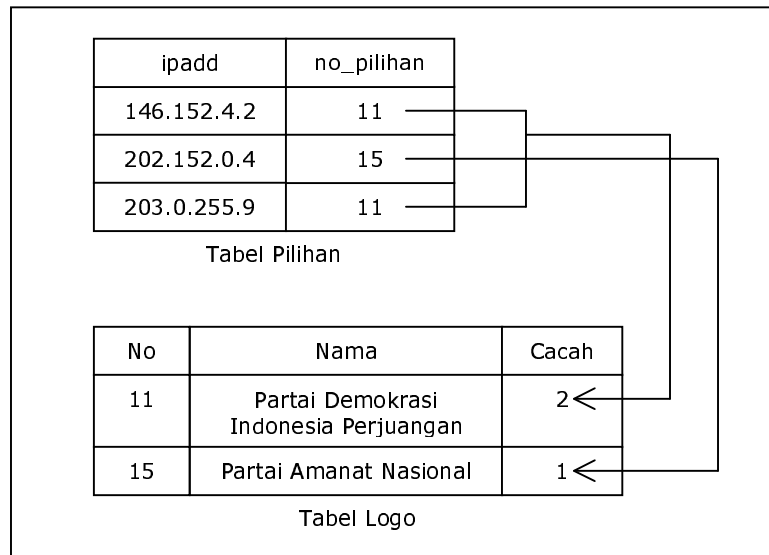 ipadd no_pilihan
146.152.4.2 11
202.152.0.4 15
203.0.255.9 11
Tabel Pilihan
No Nama Cacah
11 Partai Demokrasi 2
Indonesia Perjuangan
15 Partai Amanat Nasional 1
Tabel Logo